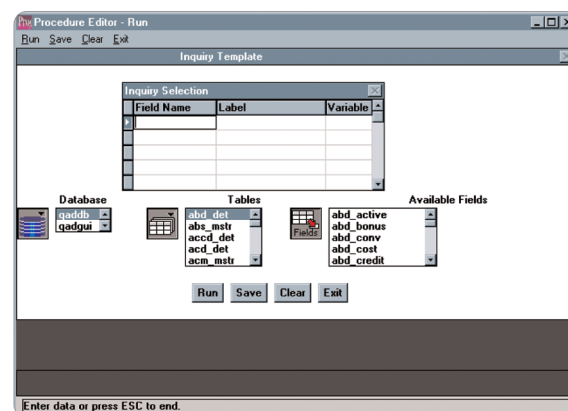 Procedure Editor - Run
Run Save Clear Exit
Inquiry Template
Inquiry Selection
Field Name Label Variable
Database Tables Available Fields
qaddb
qadgui
abd_det
abs_mstr
accd_det
acd_det
acm_mstr
Fields
abd_active
abd_bonus
abd_conv
abd_cost
abd_credit
Run Save Clear Exit
Enter data or press ESC to end.